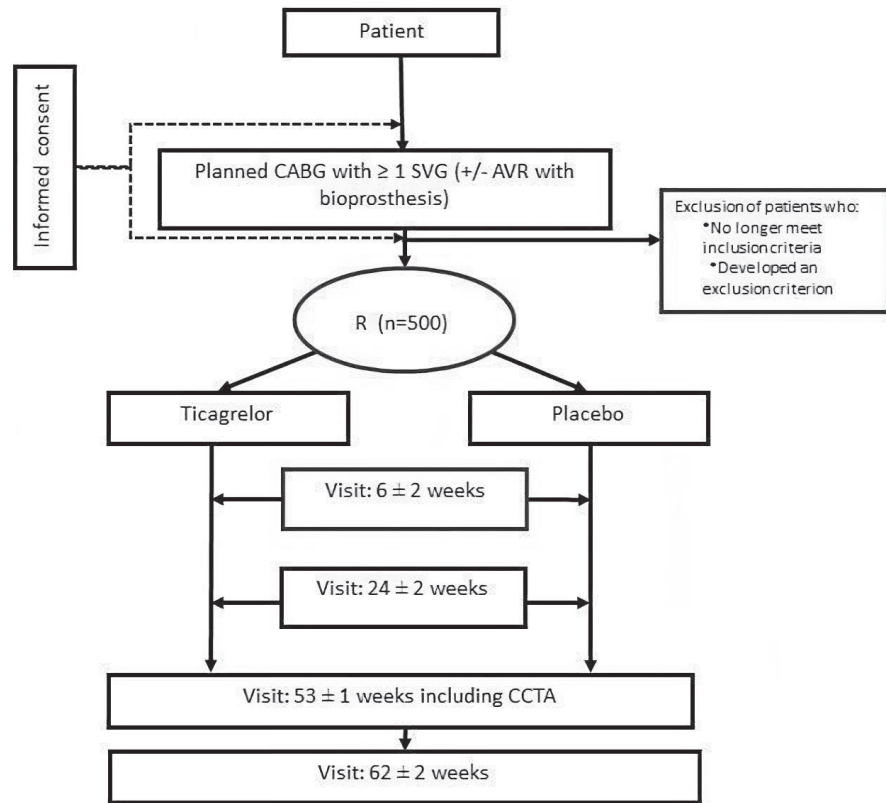 Patient
Informed consent
Planned CABG with ≥ 1 SVG (+/- AVR with
bioprosthesis)
Exclusion of patients who:
*No longer meet
inclusion criteria
*Developed an
exclusion criterion
R (n=500)
Ticagrelor
Placebo
Visit: 6 ± 2 weeks
Visit: 24 ± 2 weeks
Visit: 53 ± 1 weeks including CCTA
Visit: 62 ± 2 weeks